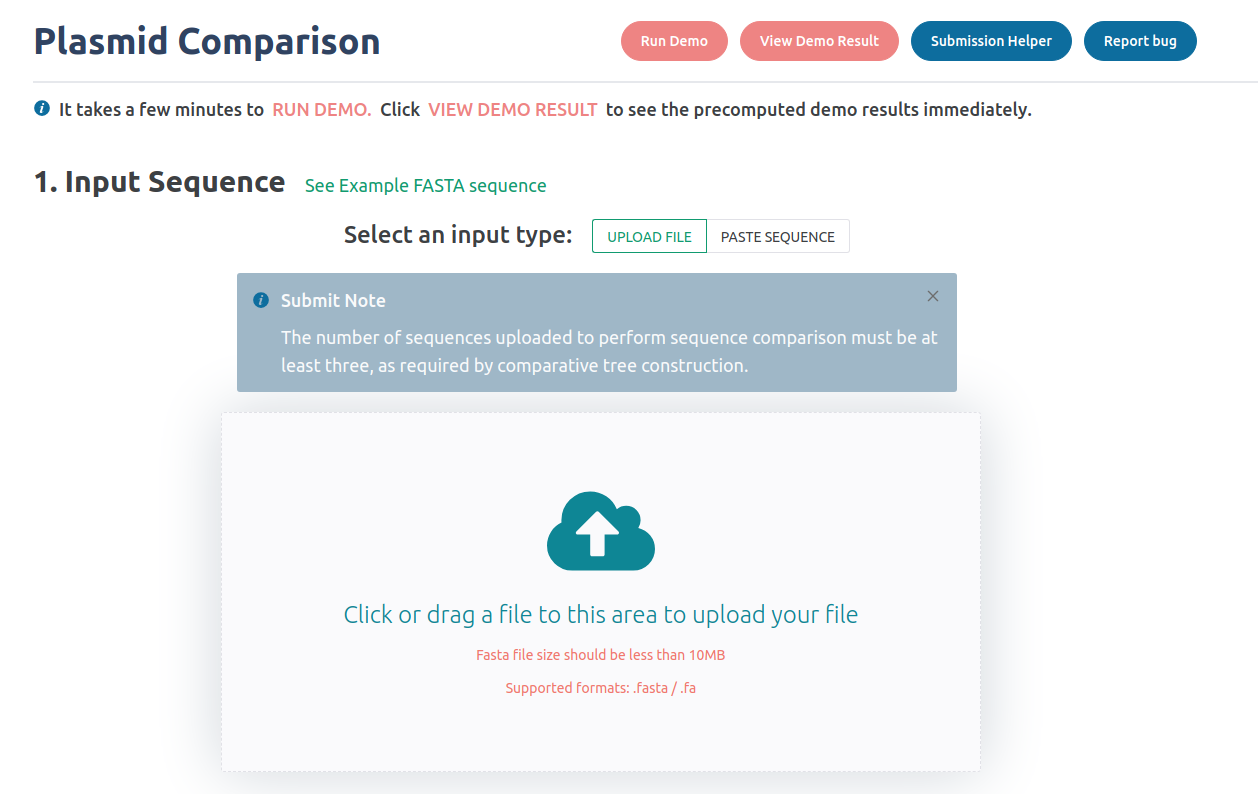 Plasmid Comparison
Run Demo
View Demo Result
Submission Helper
Report bug
It takes a few minutes to RUN DEMO. Click VIEW DEMO RESULT to see the precomputed demo results immediately.
1. Input Sequence See Example FASTA sequence
Select an input type: UPLOAD FILE PASTE SEQUENCE
Submit Note
The number of sequences uploaded to perform sequence comparison must be at
least three, as required by comparative tree construction.
Click or drag a file to this area to upload your file
Fasta file size should be less than 10MB
Supported formats: .fasta / .fa